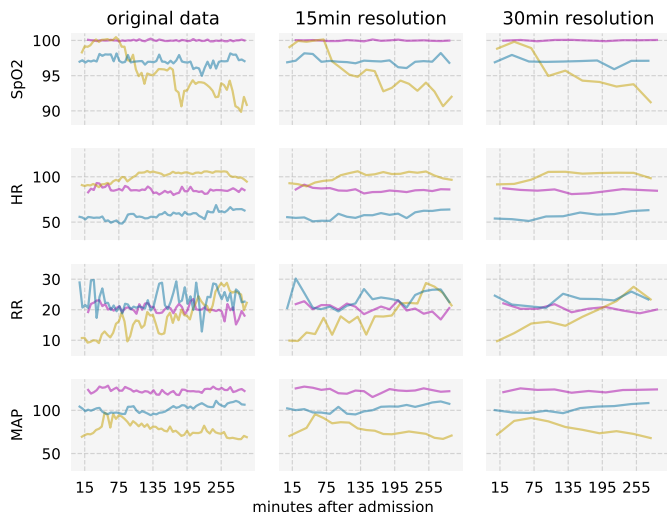 original data 15min resolution 30min resolution
SpO2
100
95
90
HR
100
50
RR
30
20
10
MAP
100
50
15 75 135 195 255 15 75 135 195 255 15 75 135 195 255
minutes after admission